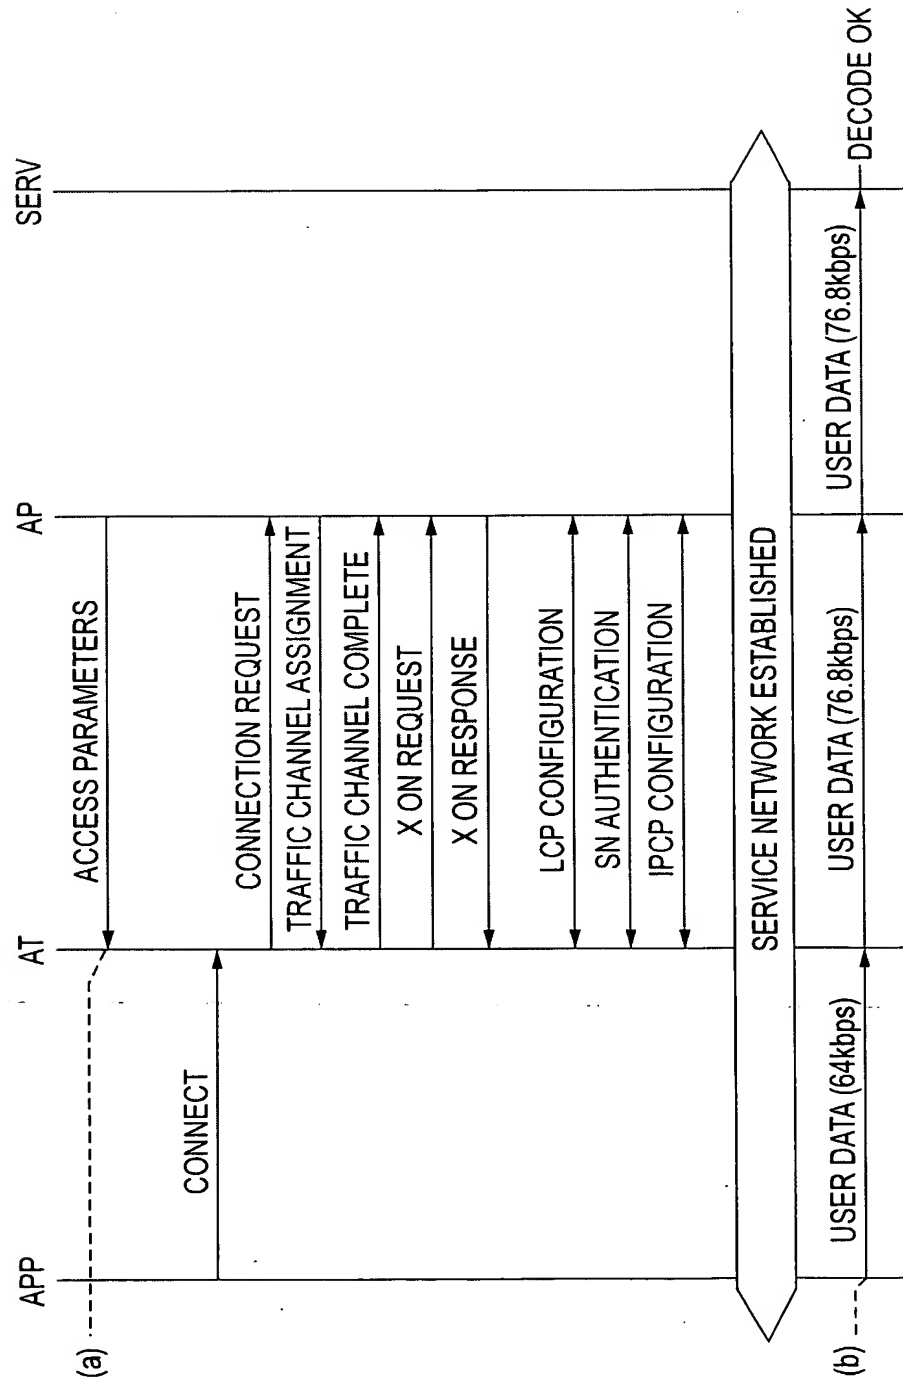 APP
AT
AP
SERV
(a)
ACCESS PARAMETERS
CONNECT
CONNECTION REQUEST
TRAFFIC CHANNEL ASSIGNMENT
TRAFFIC CHANNEL COMPLETE
X ON REQUEST
X ON RESPONSE
LCP CONFIGURATION
SN AUTHENTICATION
IPCP CONFIGURATION
SERVICE NETWORK ESTABLISHED
(b)
USER DATA (64kbps)
USER DATA (76.8kbps)
USER DATA (76.8kbps)
DECODE OK